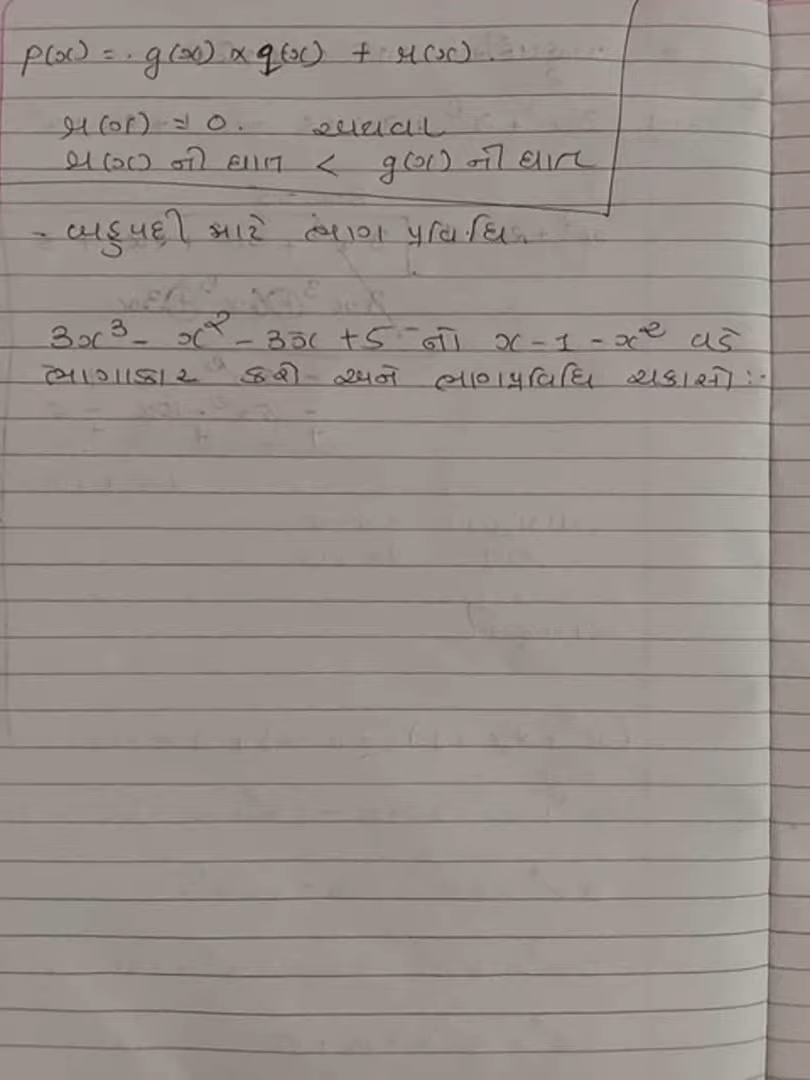 p(x) = g(x) × q(x) + r(x).
r(x) = 0. અથવા
r(x) ની ઘાત < g(x) ની ઘાત
- બહુપદી માટે ભાગ પ્રવિધિ.
3x³ - x² - 3x + 5 નો x - 1 - x² વડે
ભાગાકાર કરી અને ભાગપ્રવિધિ ચકાસો :-